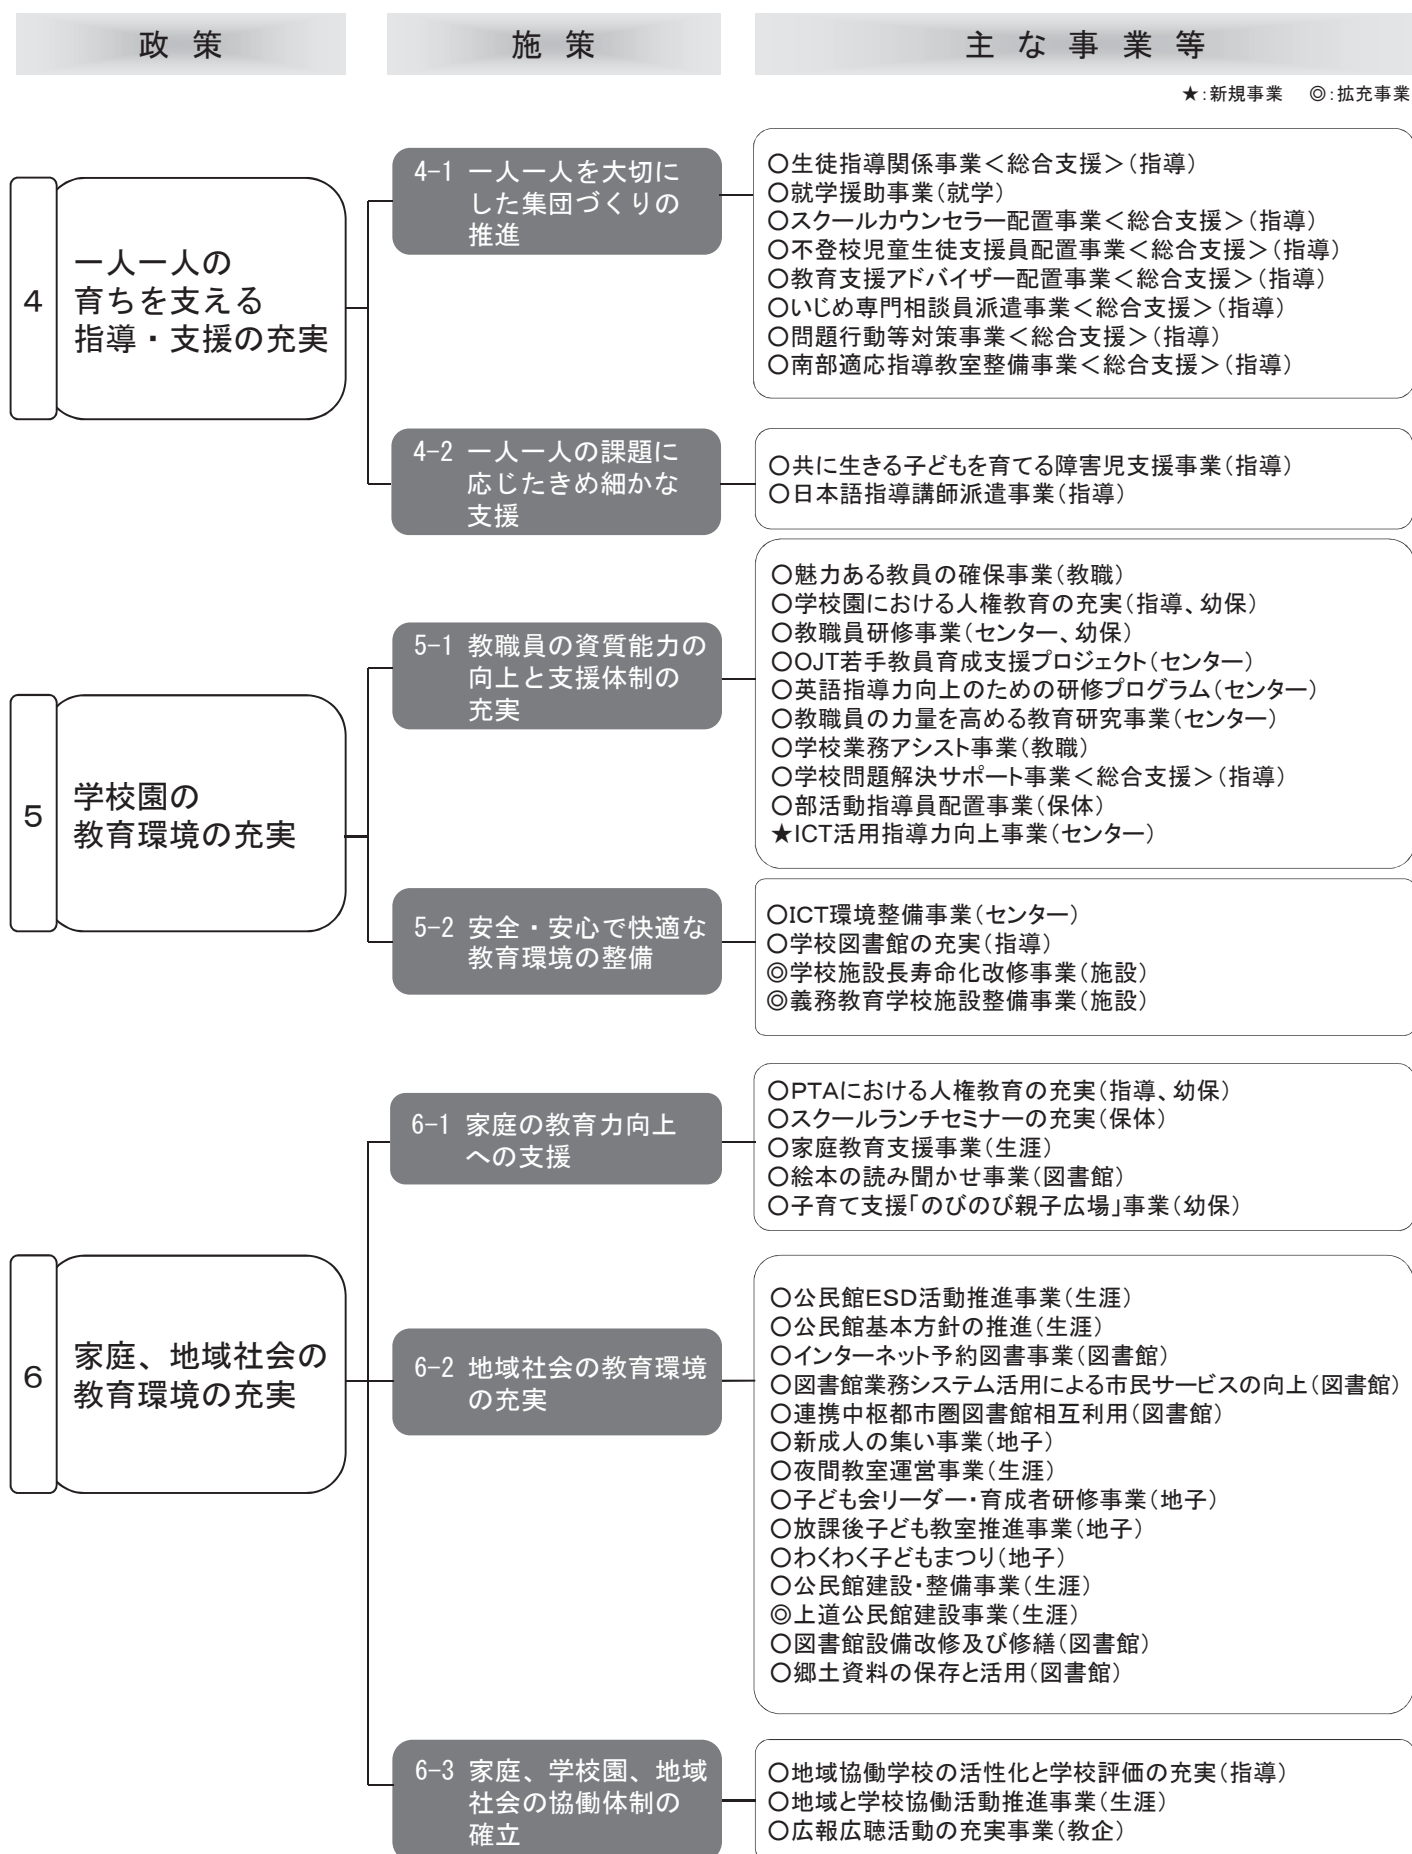 政策
施策
主な事業等
★：新規事業　◎：拡充事業
4
一人一人の
育ちを支える
指導・支援の充実
4-1 一人一人を大切に
した集団づくりの
推進
〇生徒指導関係事業＜総合支援＞（指導）
〇就学援助事業（就学）
〇スクールカウンセラー配置事業＜総合支援＞（指導）
〇不登校児童生徒支援員配置事業＜総合支援＞（指導）
〇教育支援アドバイザー配置事業＜総合支援＞（指導）
〇いじめ専門相談員派遣事業＜総合支援＞（指導）
〇問題行動等対策事業＜総合支援＞（指導）
〇南部適応指導教室整備事業＜総合支援＞（指導）
4-2 一人一人の課題に
応じたきめ細かな
支援
〇共に生きる子どもを育てる障害児支援事業（指導）
〇日本語指導講師派遣事業（指導）
5
学校園の
教育環境の充実
5-1 教職員の資質能力の
向上と支援体制の
充実
〇魅力ある教員の確保事業（教職）
〇学校園における人権教育の充実（指導、幼保）
〇教職員研修事業（センター、幼保）
〇OJT若手教員育成支援プロジェクト（センター）
〇英語指導力向上のための研修プログラム（センター）
〇教職員の力量を高める教育研究事業（センター）
〇学校業務アシスト事業（教職）
〇学校問題解決サポート事業＜総合支援＞（指導）
〇部活動指導員配置事業（保体）
★ICT活用指導力向上事業（センター）
5-2 安全・安心で快適な
教育環境の整備
〇ICT環境整備事業（センター）
〇学校図書館の充実（指導）
◎学校施設長寿命化改修事業（施設）
◎義務教育学校施設整備事業（施設）
6
家庭、地域社会の
教育環境の充実
6-1 家庭の教育力向上
への支援
〇PTAにおける人権教育の充実（指導、幼保）
〇スクールランチセミナーの充実（保体）
〇家庭教育支援事業（生涯）
〇絵本の読み聞かせ事業（図書館）
〇子育て支援「のびのび親子広場」事業（幼保）
6-2 地域社会の教育環境
の充実
〇公民館ESD活動推進事業（生涯）
〇公民館基本方針の推進（生涯）
〇インターネット予約図書事業（図書館）
〇図書館業務システム活用による市民サービスの向上（図書館）
〇連携中枢都市圏図書館相互利用（図書館）
〇新成人の集い事業（地子）
〇夜間教室運営事業（生涯）
〇子ども会リーダー・育成者研修事業（地子）
〇放課後子ども教室推進事業（地子）
〇わくわく子どもまつり（地子）
〇公民館建設・整備事業（生涯）
◎上道公民館建設事業（生涯）
〇図書館設備改修及び修繕（図書館）
〇郷土資料の保存と活用（図書館）
6-3 家庭、学校園、地域
社会の協働体制の
確立
〇地域協働学校の活性化と学校評価の充実（指導）
〇地域と学校協働活動推進事業（生涯）
〇広報広聴活動の充実事業（教企）